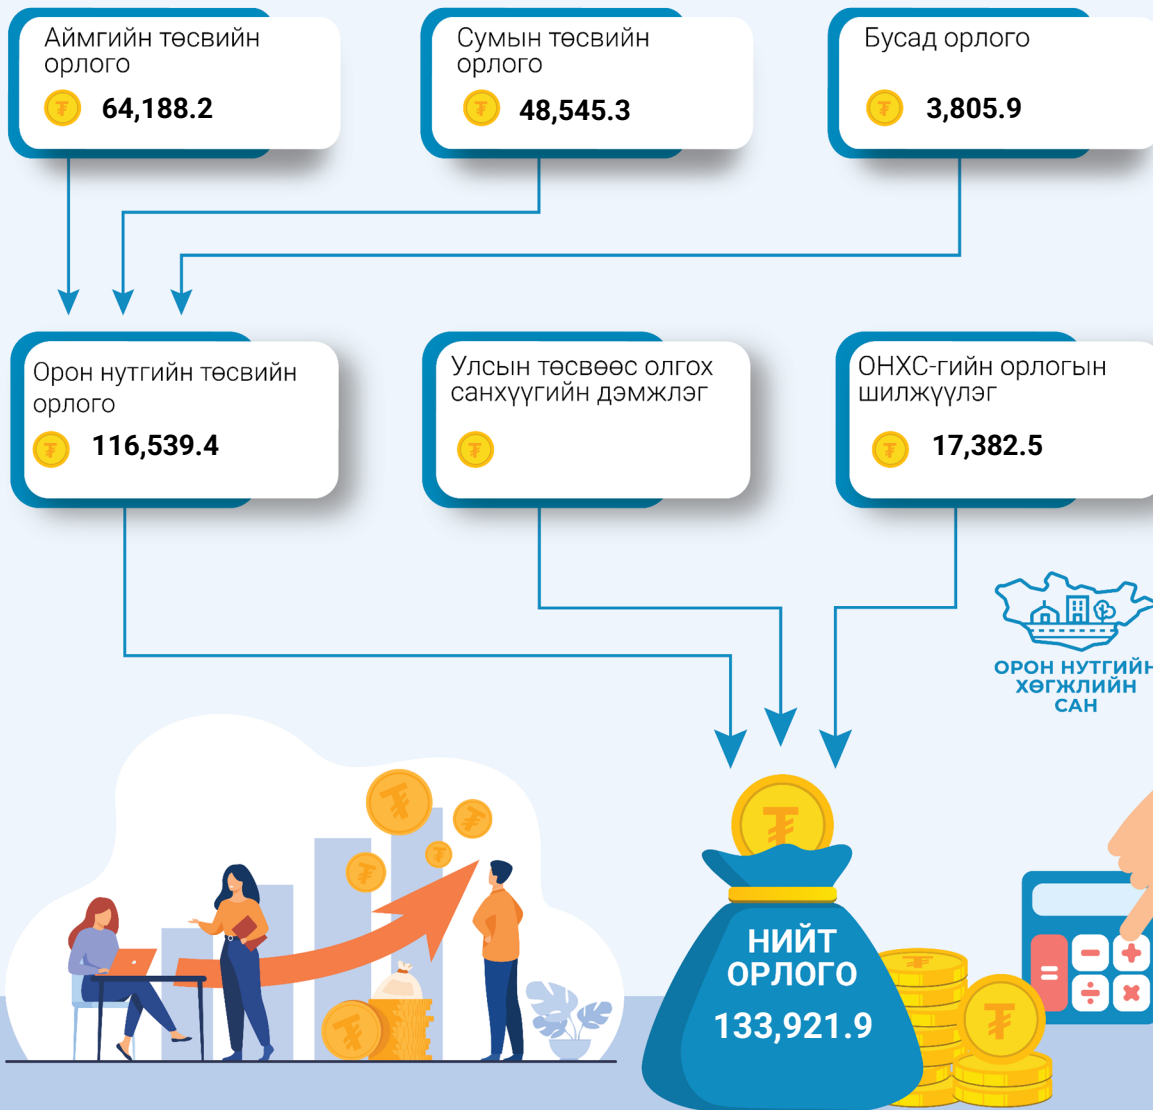 Аймгийн төсвийн
орлого
64,188.2
Сумын төсвийн
орлого
48,545.3
Бусад орлого
3,805.9
Орон нутгийн төсвийн
орлого
116,539.4
Улсын төсвөөс олгох
санхүүгийн дэмжлэг
ОНХС-гийн орлогын
шилжүүлэг
17,382.5
ОРОН НУТГИЙН
ХӨГЖЛИЙН
САН
НИЙТ
ОРЛОГО
133,921.9